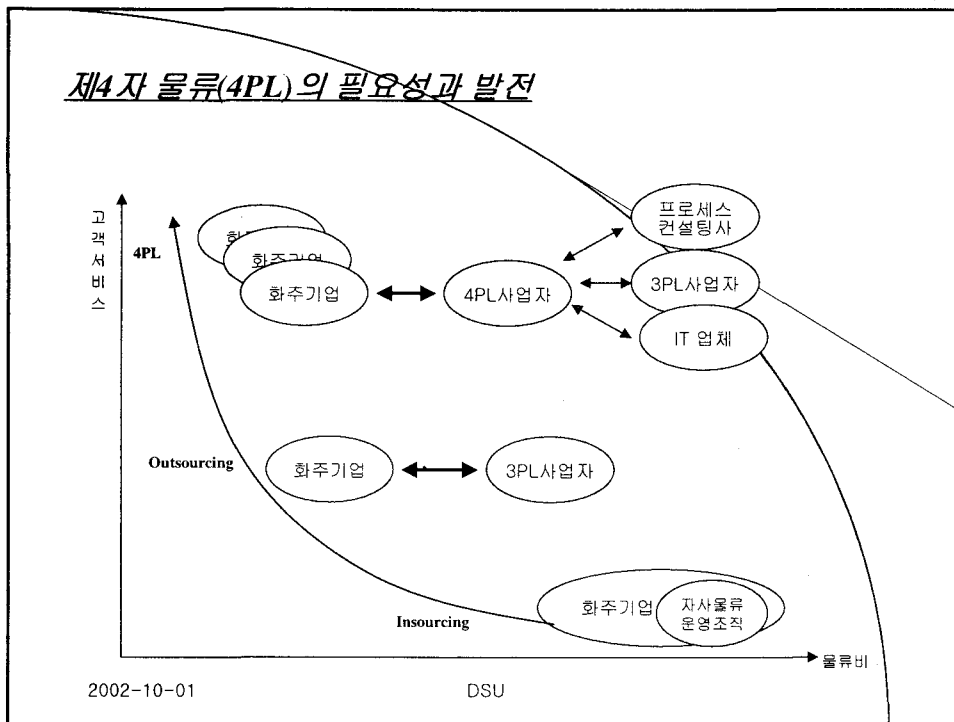 제4자 물류(4PL)의 필요성과 발전
고객서비스
4PL
화주기업
화주기업
프로세스
컨설팅사
4PL사업자
3PL사업자
IT 업체
Outsourcing
화주기업
3PL사업자
Insourcing
화주기업
자사물류
운영조직
물류비
2002-10-01
DSU